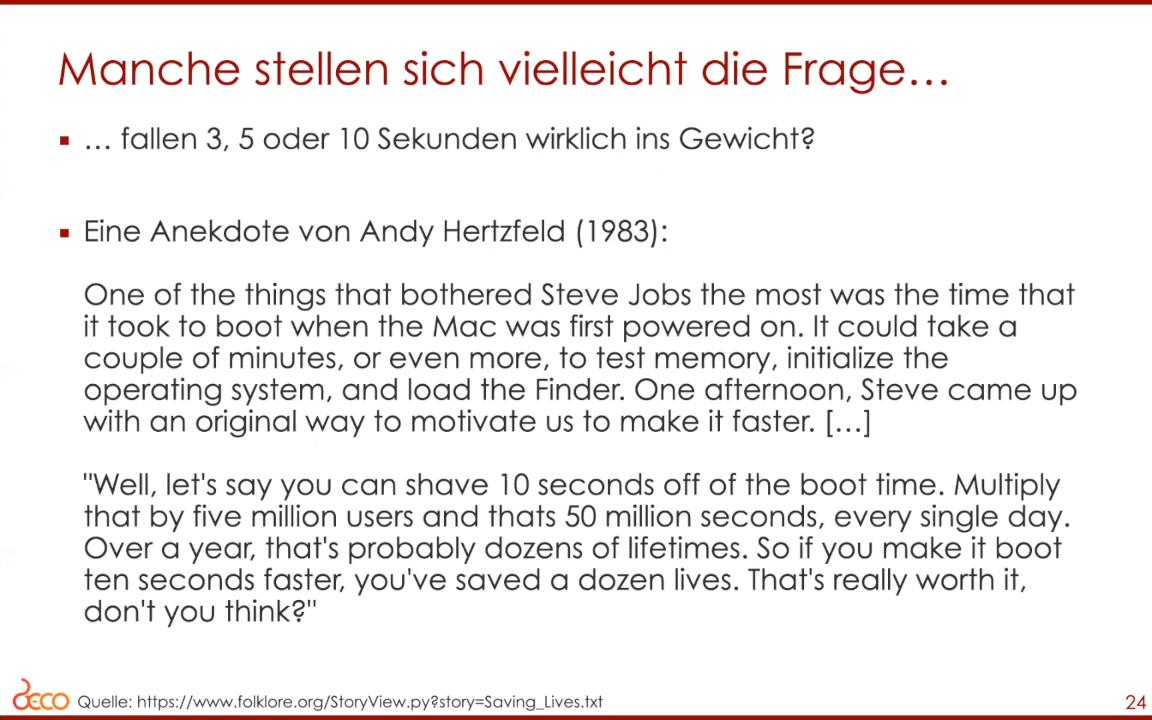 Manche stellen sich vielleicht die Frage…
▪ … fallen 3, 5 oder 10 Sekunden wirklich ins Gewicht?
▪ Eine Anekdote von Andy Hertzfeld (1983):
One of the things that bothered Steve Jobs the most was the time that
it took to boot when the Mac was first powered on. It could take a
couple of minutes, or even more, to test memory, initialize the
operating system, and load the Finder. One afternoon, Steve came up
with an original way to motivate us to make it faster. […]
"Well, let's say you can shave 10 seconds off of the boot time. Multiply
that by five million users and thats 50 million seconds, every single day.
Over a year, that's probably dozens of lifetimes. So if you make it boot
ten seconds faster, you've saved a dozen lives. That's really worth it,
don't you think?"
OECO Quelle: https://www.folklore.org/StoryView.py?story=Saving_Lives.txt
24